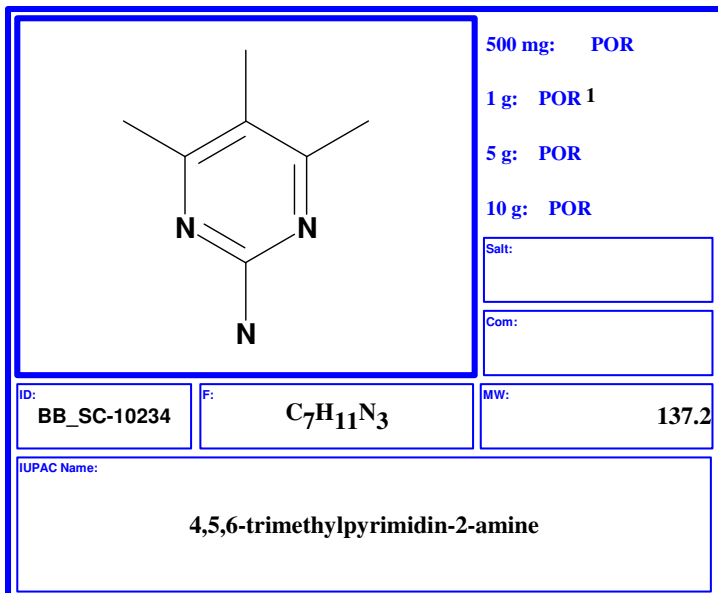 500 mg: POR
1 g: POR 1
5 g: POR
10 g: POR
N N
N
Salt:
Com:
ID: BB_SC-10234
F: C7H11N3
MW: 137.2
IUPAC Name:
4,5,6-trimethylpyrimidin-2-amine